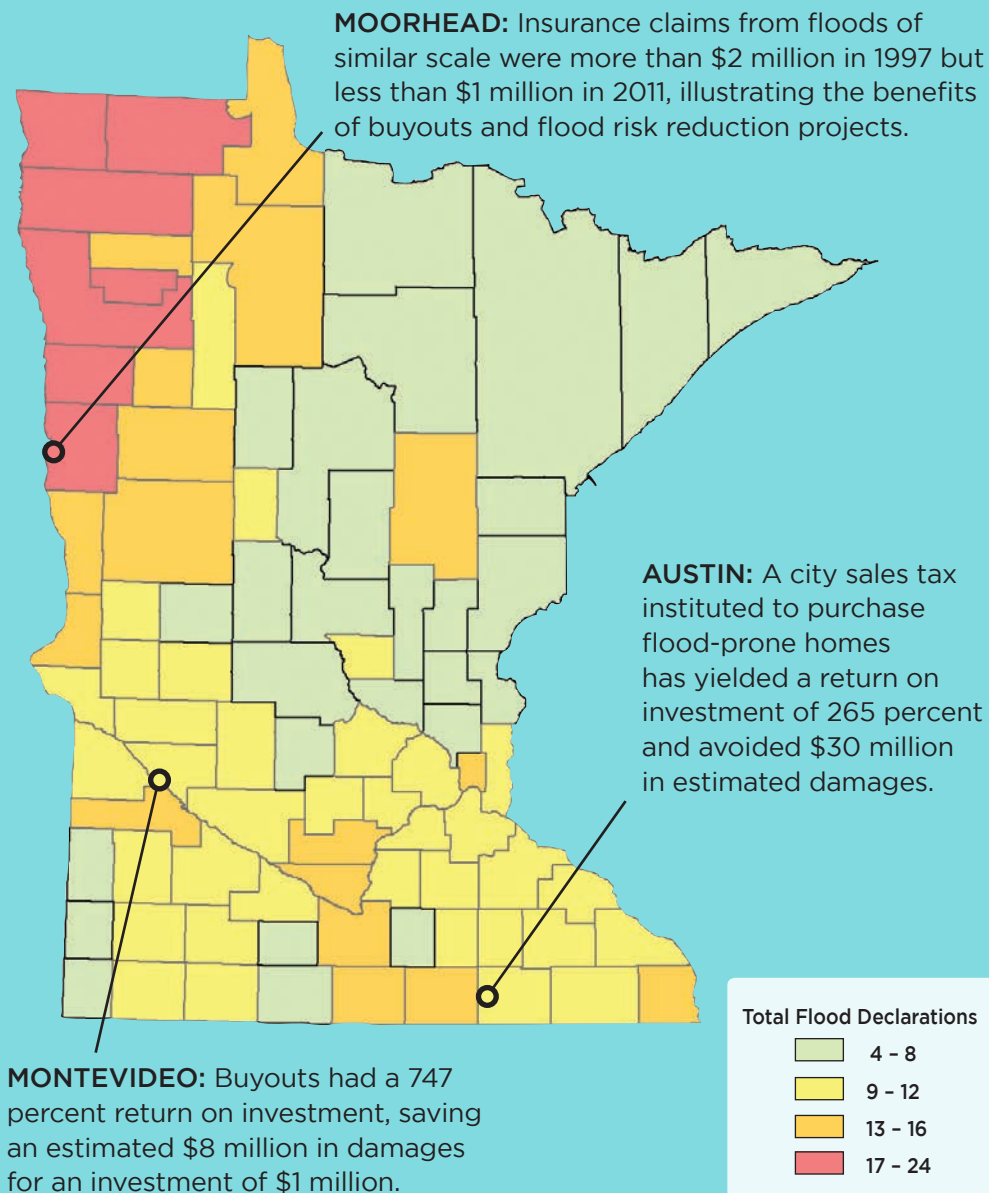 MOORHEAD: Insurance claims from floods of
similar scale were more than $2 million in 1997 but
less than $1 million in 2011, illustrating the benefits
of buyouts and flood risk reduction projects.
AUSTIN: A city sales tax
instituted to purchase
flood-prone homes
has yielded a return on
investment of 265 percent
and avoided $30 million
in estimated damages.
MONTEVIDEO: Buyouts had a 747
percent return on investment, saving
an estimated $8 million in damages
for an investment of $1 million.
Total Flood Declarations
4 – 8
9 – 12
13 – 16
17 – 24